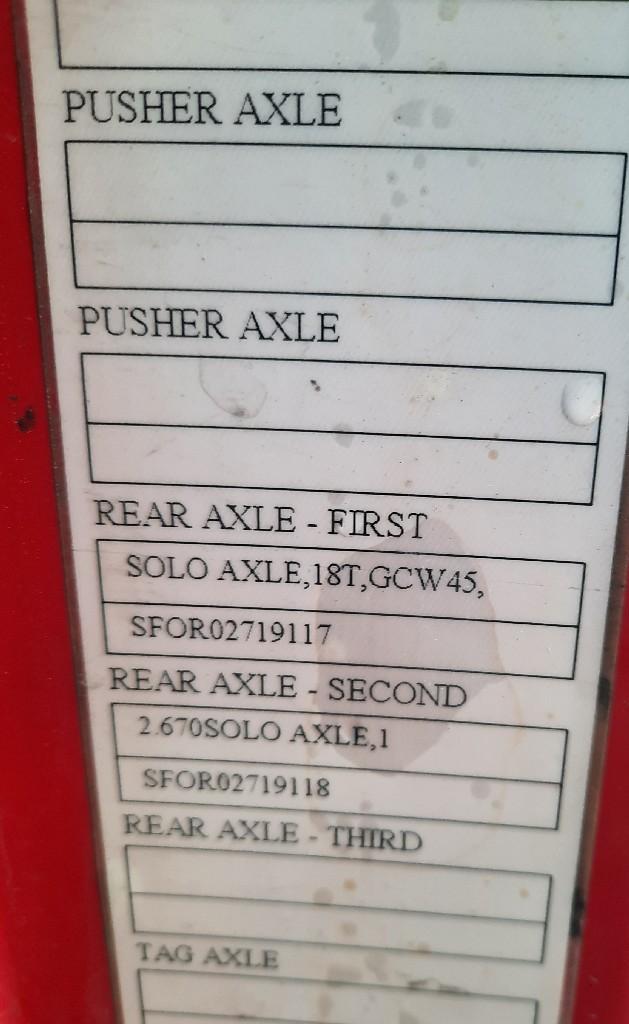 PUSHER AXLE
PUSHER AXLE
REAR AXLE - FIRST
SOLO AXLE,18T,GCW45,
SFOR02719117
REAR AXLE - SECOND
2.670SOLO AXLE,1
SFOR02719118
REAR AXLE - THIRD
TAG AXLE